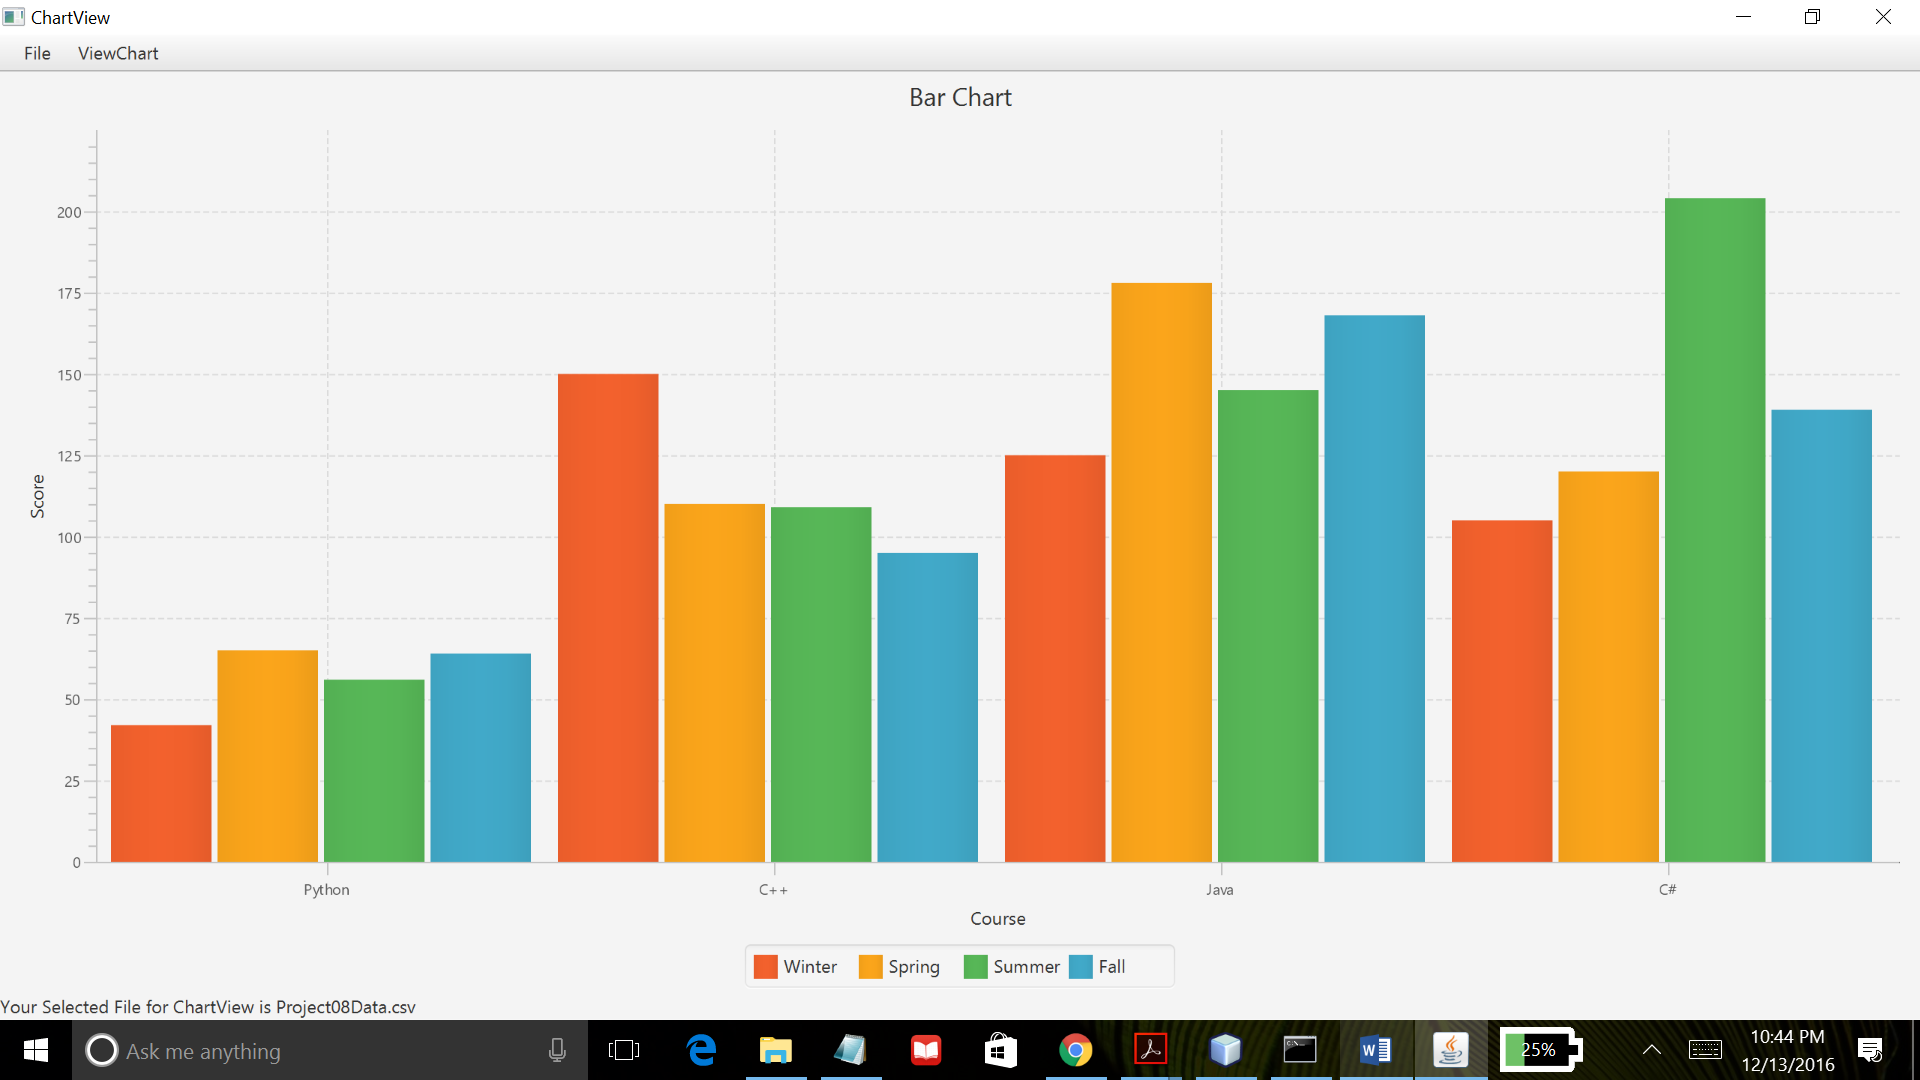 ChartView
File ViewChart
Bar Chart
200
175
150
125
100
75
50
25
0
Score
Python C++ Java C#
Course
Winter Spring Summer Fall
Your Selected File for ChartView is Project08Data.csv
Ask me anything
25%
10:44 PM
12/13/2016